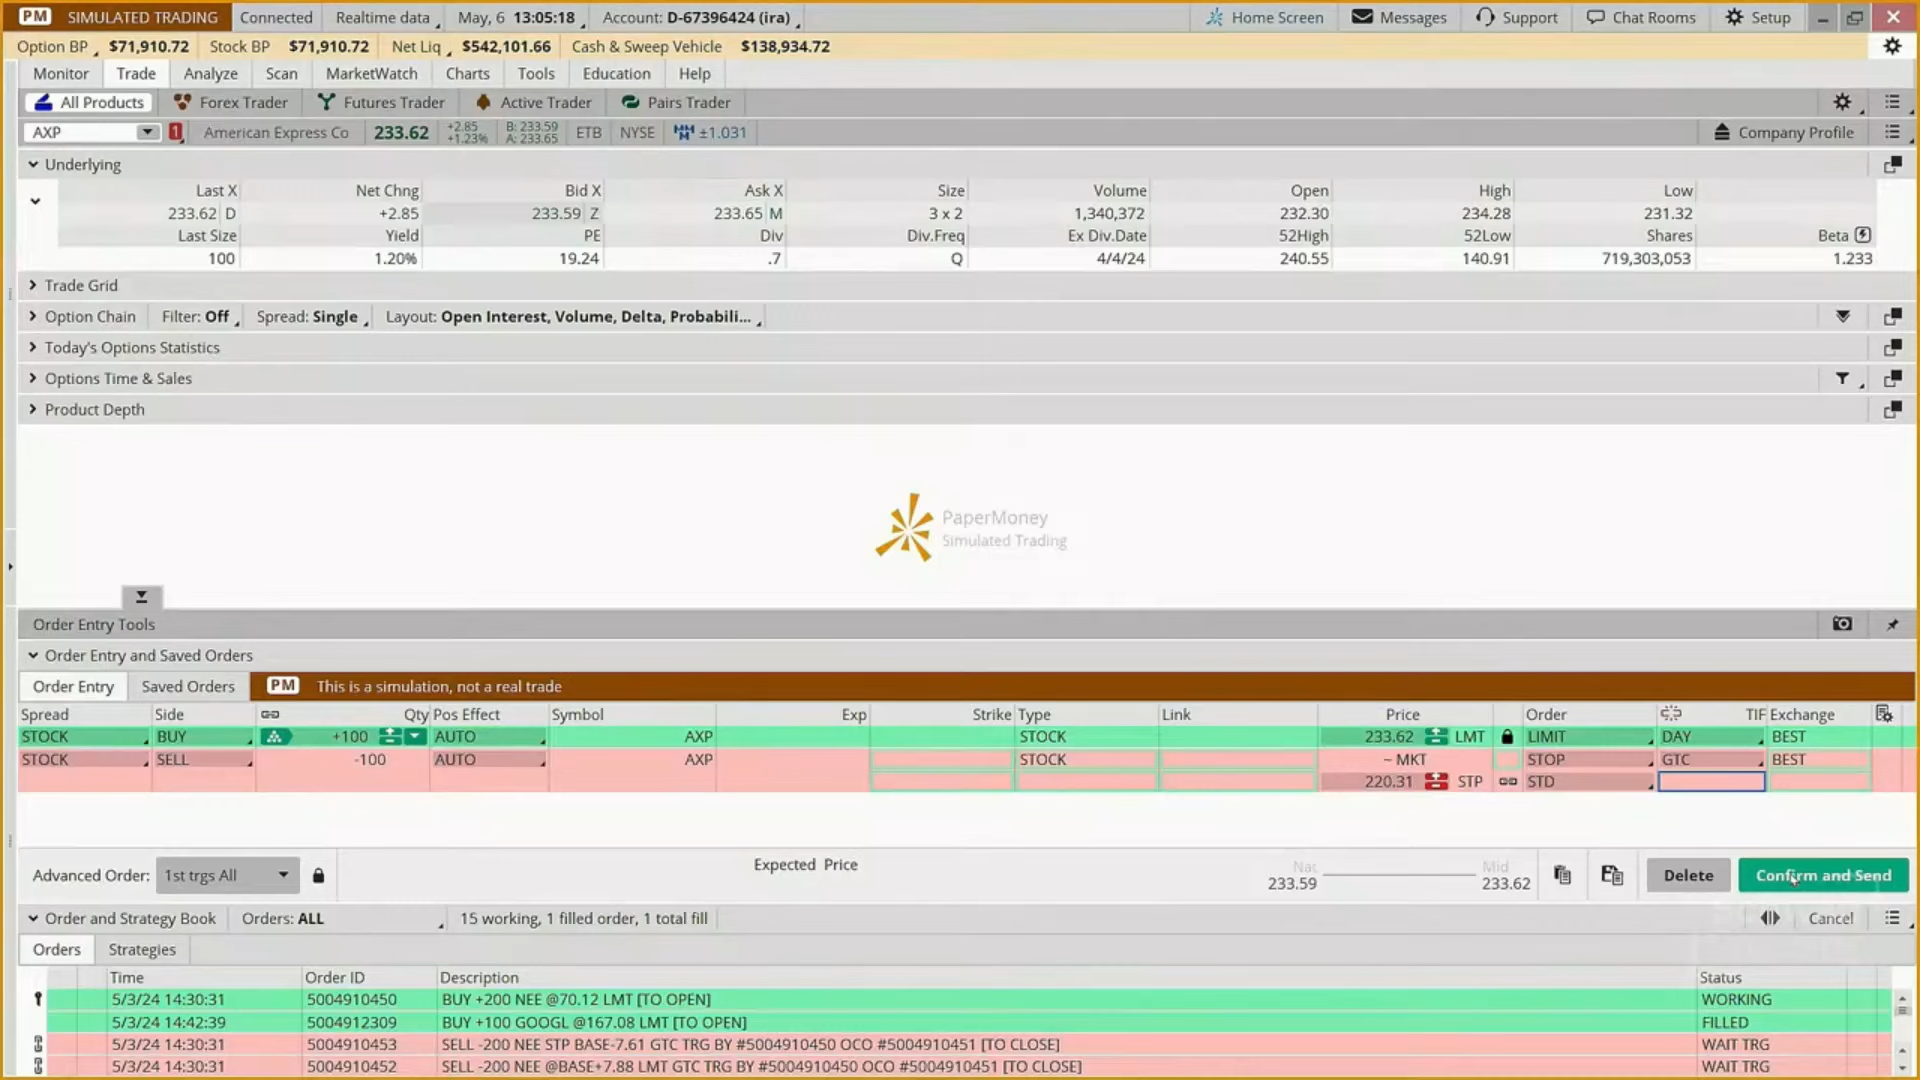 PM SIMULATED TRADING Connected Realtime data May, 6 13:05:18 Account: D-67396424 (ira) Home Screen Messages Support Chat Rooms Setup
Option BP $71,910.72 Stock BP $71,910.72 Net Liq $542,101.66 Cash & Sweep Vehicle $138,934.72
Monitor Trade Analyze Scan MarketWatch Charts Tools Education Help
All Products Forex Trader Futures Trader Active Trader Pairs Trader
AXP 1 American Express Co 233.62 +2.85 +1.23% B: 233.59 A: 233.65 ETB NYSE ±1.031 Company Profile
Underlying
Last X Net Chng Bid X Ask X Size Volume Open High Low
233.62 D +2.85 233.59 Z 233.65 M 3 x 2 1,340,372 232.30 234.28 231.32
Last Size Yield PE Div Div.Freq Ex Div.Date 52High 52Low Shares Beta
100 1.20% 19.24 .7 Q 4/4/24 240.55 140.91 719,303,053 1.233
Trade Grid
Option Chain Filter: Off Spread: Single Layout: Open Interest, Volume, Delta, Probabili...
Today's Options Statistics
Options Time & Sales
Product Depth
PaperMoney
Simulated Trading
Order Entry Tools
Order Entry and Saved Orders
Order Entry Saved Orders PM This is a simulation, not a real trade
Spread Side Qty Pos Effect Symbol Exp Strike Type Link Price Order TIF Exchange
STOCK BUY +100 AUTO AXP STOCK 233.62 LMT LIMIT DAY BEST
STOCK SELL -100 AUTO AXP STOCK ~ MKT STOP GTC BEST
220.31 STP STD
Advanced Order: 1st trgs All Expected Price Nat 233.59 Mid 233.62 Delete Confirm and Send
Order and Strategy Book Orders: ALL 15 working, 1 filled order, 1 total fill Cancel
Orders Strategies
Time Order ID Description Status
5/3/24 14:30:31 5004910450 BUY +200 NEE @70.12 LMT [TO OPEN] WORKING
5/3/24 14:42:39 5004912309 BUY +100 GOOGL @167.08 LMT [TO OPEN] FILLED
5/3/24 14:30:31 5004910453 SELL -200 NEE STP BASE-7.61 GTC TRG BY #5004910450 OCO #5004910451 [TO CLOSE] WAIT TRG
5/3/24 14:30:31 5004910452 SELL -200 NEE @BASE+7.88 LMT GTC TRG BY #5004910450 OCO #5004910451 [TO CLOSE] WAIT TRG